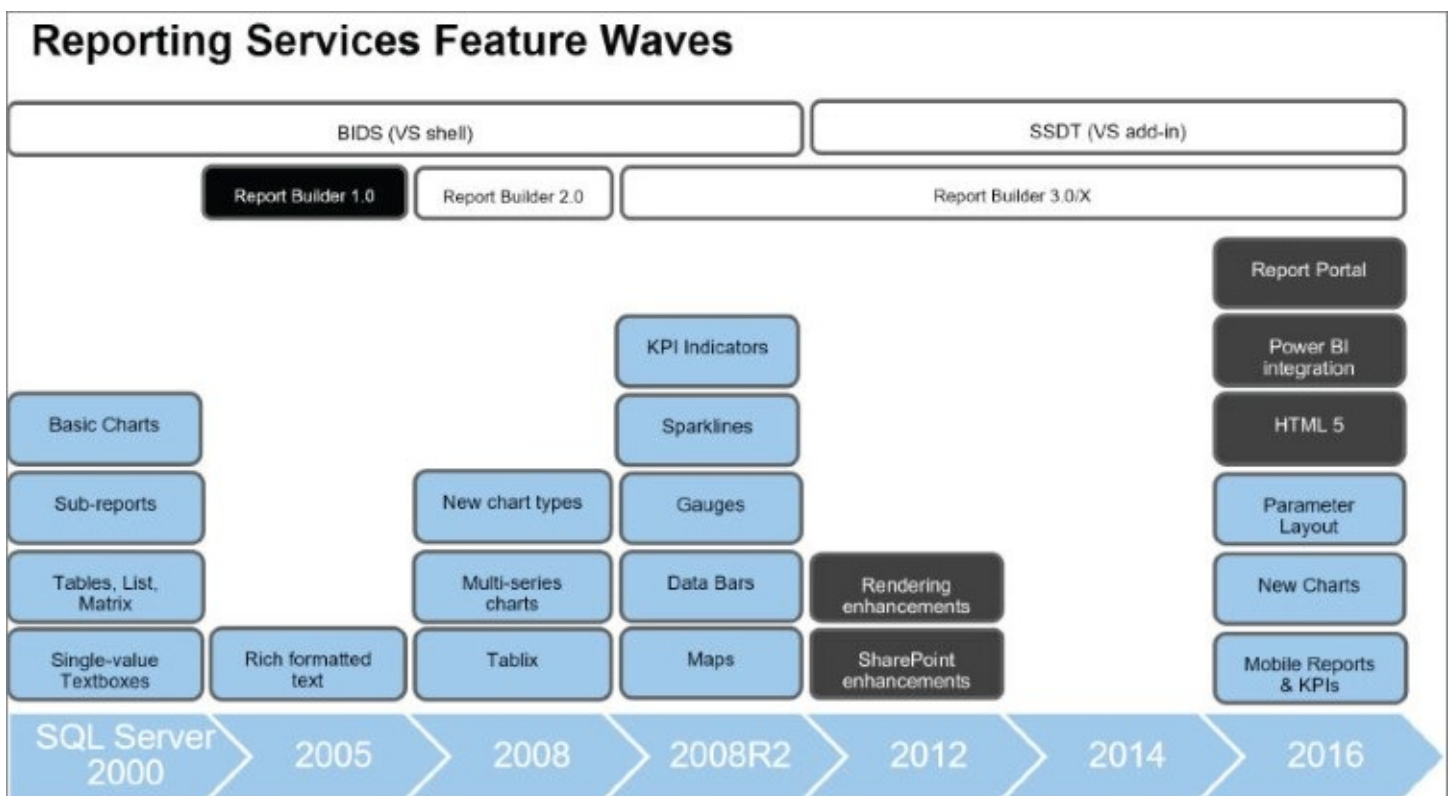 Reporting Services Feature Waves
BIDS (VS shell)
SSDT (VS add-in)
Report Builder 1.0
Report Builder 2.0
Report Builder 3.0/X
Basic Charts
Sub-reports
Tables, List,
Matrix
Single-value
Textboxes
Rich formatted
text
New chart types
Multi-series
charts
Tablix
KPI Indicators
Sparklines
Gauges
Data Bars
Maps
Rendering
enhancements
SharePoint
enhancements
Report Portal
Power BI
integration
HTML 5
Parameter
Layout
New Charts
Mobile Reports
& KPIs
SQL Server
2000
2005
2008
2008R2
2012
2014
2016